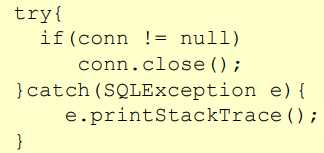 try{
  if(conn != null)
     conn.close();
}catch(SQLException e){
    e.printStackTrace();
}